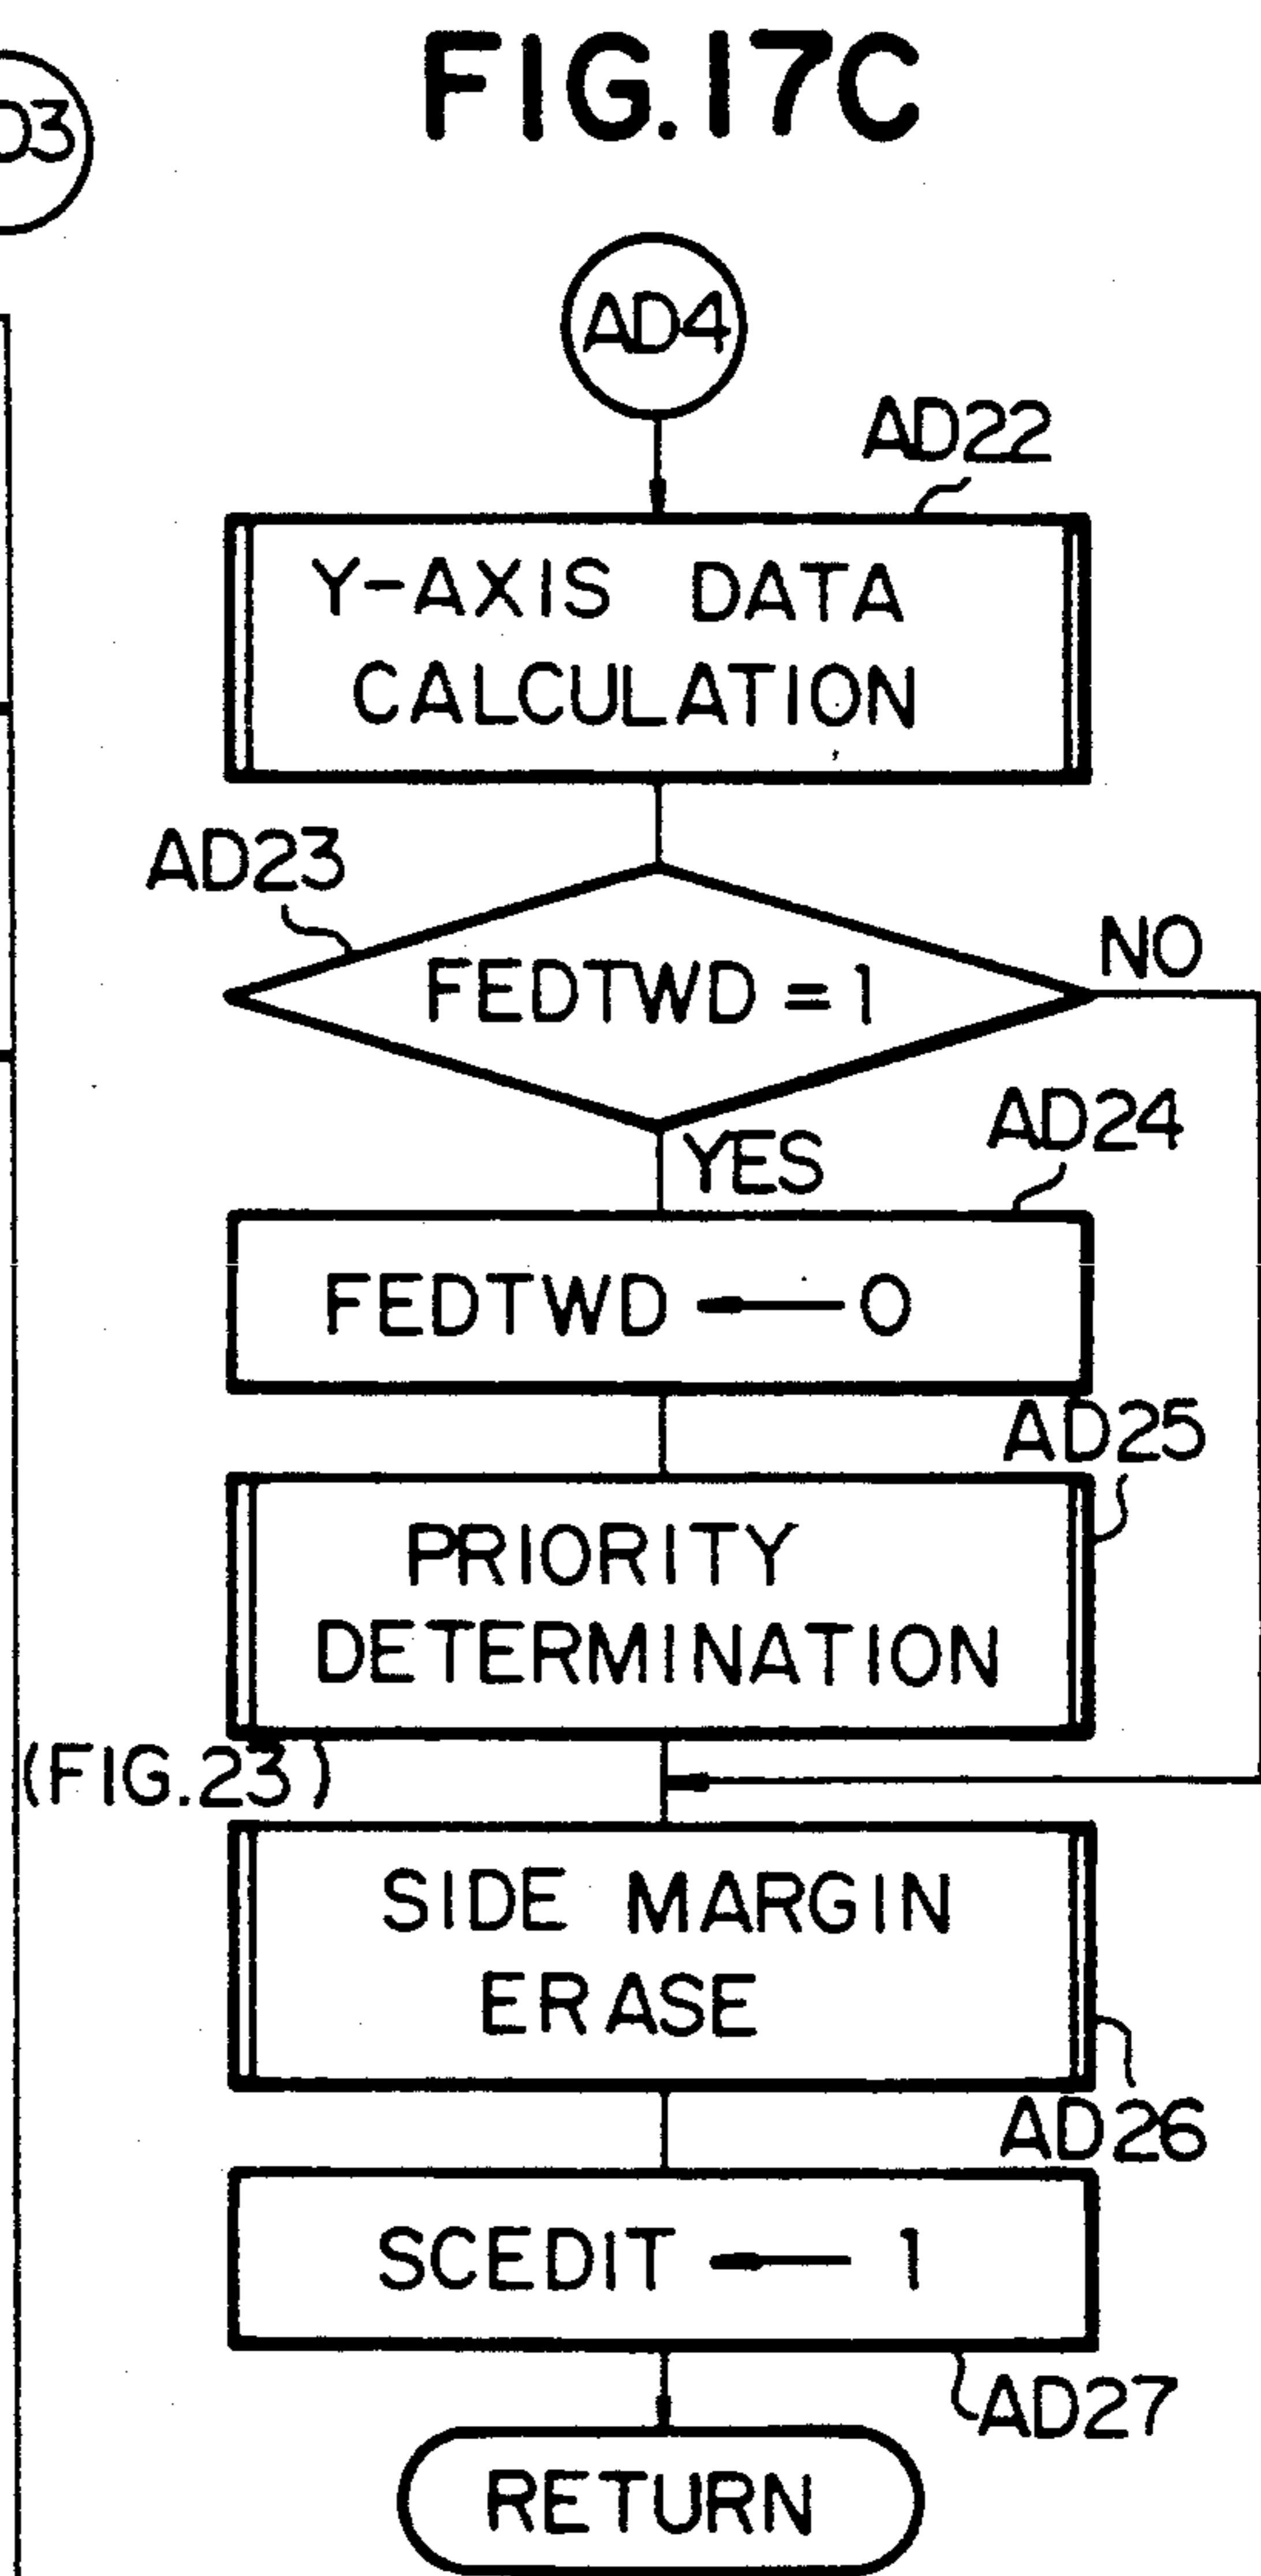 FIG.17C
D3
AD4
AD22
Y-AXIS DATA
CALCULATION
AD23
FEDTWD = 1
NO
YES
AD24
FEDTWD ← 0
AD25
PRIORITY
DETERMINATION
(FIG.23)
SIDE MARGIN
ERASE
AD26
SCEDIT ← 1
AD27
RETURN